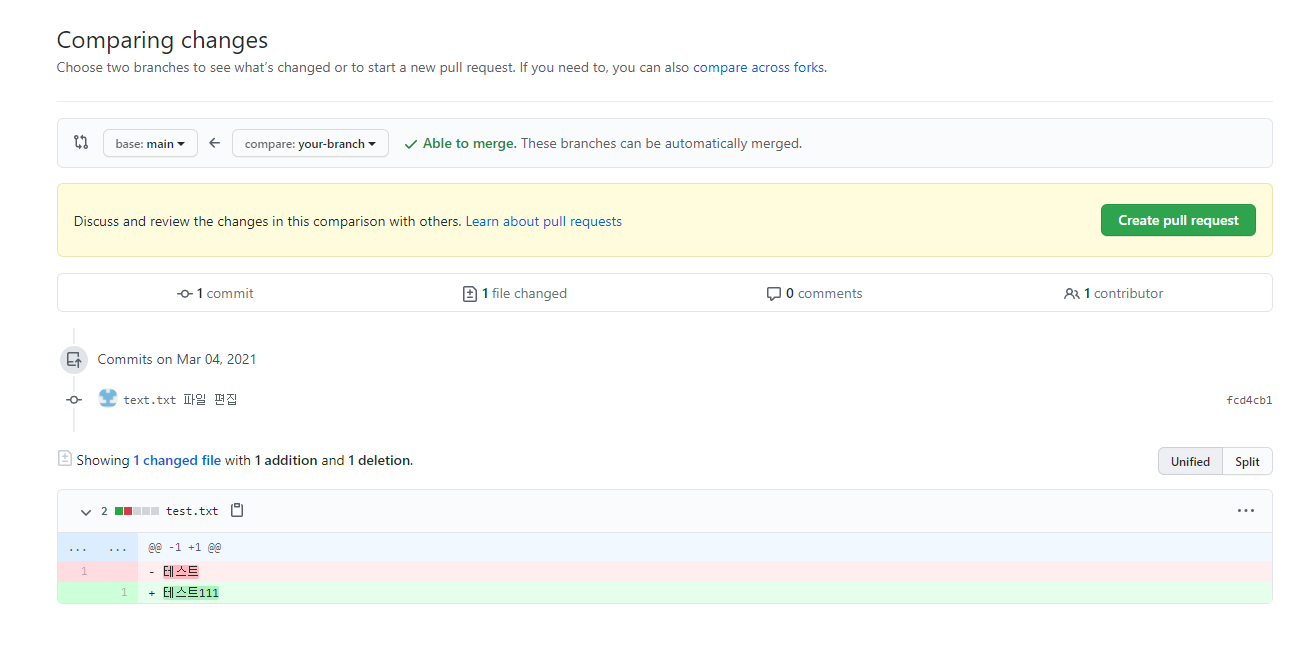 Comparing changes
Choose two branches to see what's changed or to start a new pull request. If you need to, you can also compare across forks.
base: main compare: your-branch Able to merge. These branches can be automatically merged.
Discuss and review the changes in this comparison with others. Learn about pull requests Create pull request
1 commit 1 file changed 0 comments 1 contributor
Commits on Mar 04, 2021
text.txt 파일 편집 fcd4cb1
Showing 1 changed file with 1 addition and 1 deletion. Unified Split
2 test.txt ...
... ... @@ -1 +1 @@
1 - 테스트
1 + 테스트111